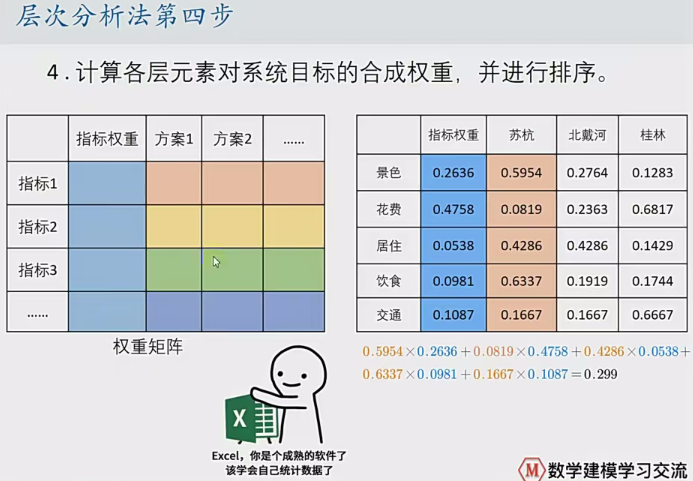 层次分析法第四步
4.计算各层元素对系统目标的合成权重，并进行排序。
指标权重 方案1 方案2 ......
指标1
指标2
指标3
......
权重矩阵
指标权重 苏杭 北戴河 桂林
景色 0.2636 0.5954 0.2764 0.1283
花费 0.4758 0.0819 0.2363 0.6817
居住 0.0538 0.4286 0.4286 0.1429
饮食 0.0981 0.6337 0.1919 0.1744
交通 0.1087 0.1667 0.1667 0.6667
0.5954×0.2636+0.0819×0.4758+0.4286×0.0538+
0.6337×0.0981+0.1667×0.1087=0.299
X
Excel，你是个成熟的软件了
该学会自己统计数据了
M 数学建模学习交流